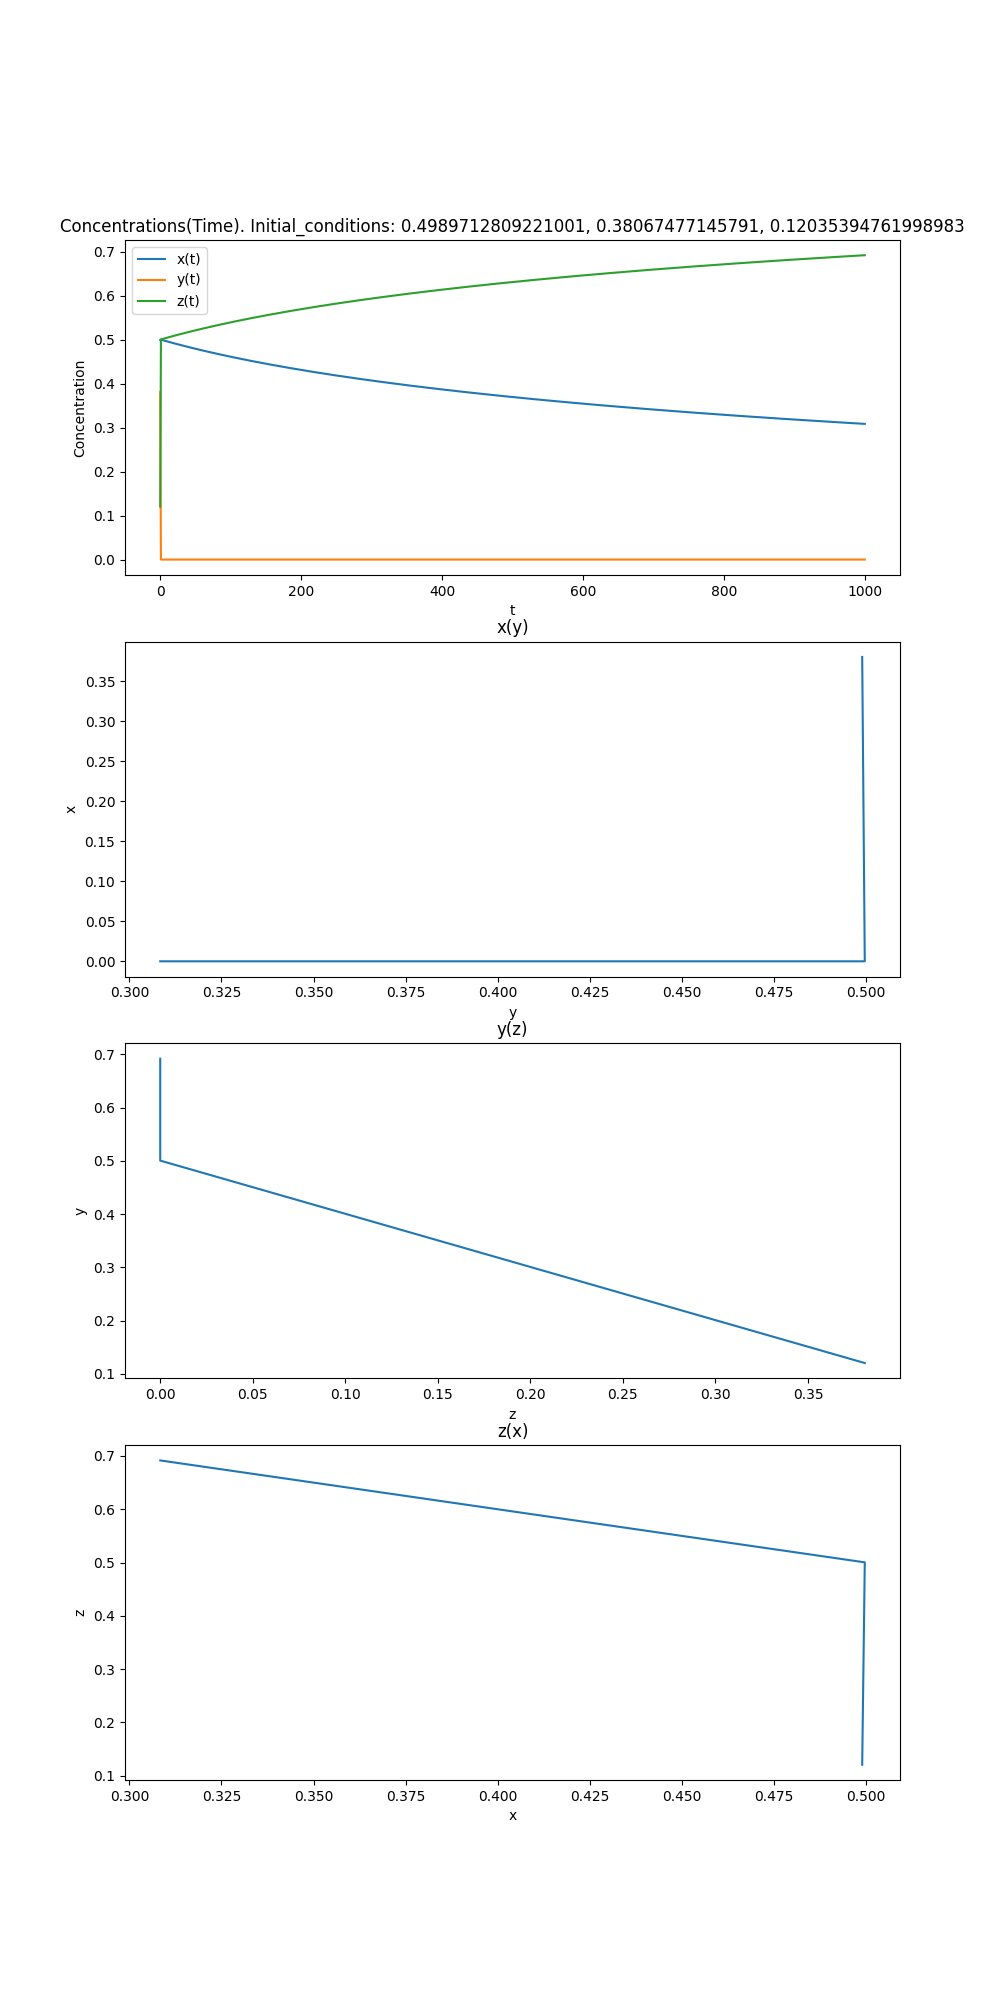 Concentrations(Time). Initial_conditions: 0.4989712809221001, 0.38067477145791, 0.12035394761998983
x(t)
y(t)
z(t)
Concentration
0.7
0.6
0.5
0.4
0.3
0.2
0.1
0.0
0 200 400 600 800 1000
t
x(y)
x
0.35
0.30
0.25
0.20
0.15
0.10
0.05
0.00
0.300 0.325 0.350 0.375 0.400 0.425 0.450 0.475 0.500
y
y(z)
y
0.7
0.6
0.5
0.4
0.3
0.2
0.1
0.00 0.05 0.10 0.15 0.20 0.25 0.30 0.35
z
z(x)
z
0.7
0.6
0.5
0.4
0.3
0.2
0.1
0.300 0.325 0.350 0.375 0.400 0.425 0.450 0.475 0.500
x